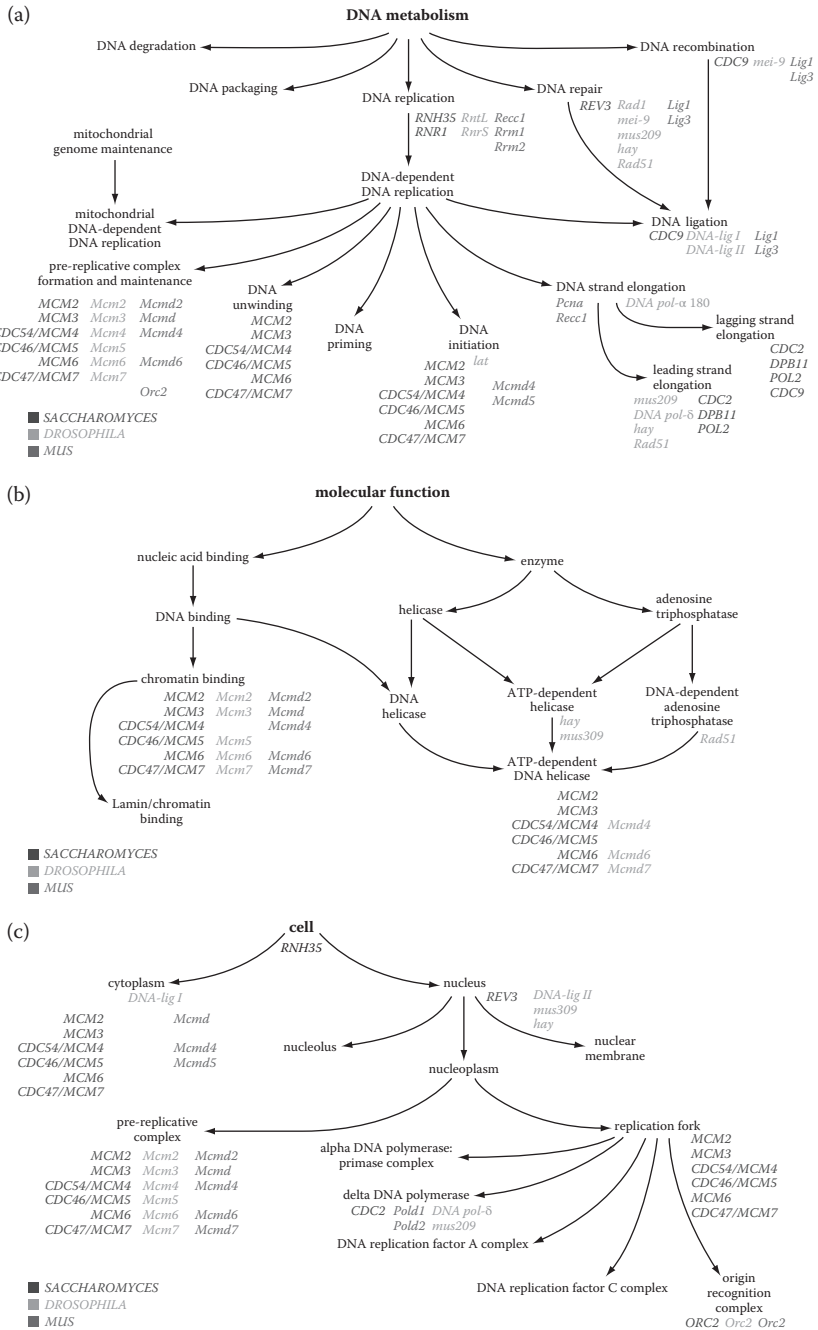 (a)
DNA metabolism
DNA degradation
DNA recombination
CDC9 mei-9 Lig1
Lig3
DNA packaging
DNA replication
RNH35 RntL Recc1
RNR1 RnrS Rrm1
Rrm2
DNA repair
REV3 Rad1 Lig1
mei-9 Lig3
mus209
hay
Rad51
mitochondrial
genome maintenance
DNA-dependent
DNA replication
mitochondrial
DNA-dependent
DNA replication
DNA ligation
CDC9 DNA-lig I Lig1
DNA-lig II Lig3
pre-replicative complex
formation and maintenance
MCM2 Mcm2 Mcmd2
MCM3 Mcm3 Mcmd
CDC54/MCM4 Mcm4 Mcmd4
CDC46/MCM5 Mcm5
MCM6 Mcm6 Mcmd6
CDC47/MCM7 Mcm7
Orc2
DNA
unwinding
MCM2
MCM3
CDC54/MCM4
CDC46/MCM5
MCM6
CDC47/MCM7
DNA
priming
DNA
initiation
MCM2 lat
MCM3
CDC54/MCM4 Mcmd4
CDC46/MCM5 Mcmd5
MCM6
CDC47/MCM7
DNA strand elongation
Pcna DNA pol-α 180
Recc1
lagging strand
elongation
CDC2
DPB11
POL2
CDC9
leading strand
elongation
mus209 CDC2
DNA pol-δ DPB11
hay POL2
Rad51
SACCHAROMYCES
DROSOPHILA
MUS
(b)
molecular function
nucleic acid binding
enzyme
DNA binding
helicase
adenosine
triphosphatase
chromatin binding
MCM2 Mcm2 Mcmd2
MCM3 Mcm3 Mcmd
CDC54/MCM4 Mcmd4
CDC46/MCM5 Mcm5
MCM6 Mcm6 Mcmd6
CDC47/MCM7 Mcm7 Mcmd7
DNA
helicase
ATP-dependent
helicase
hay
mus309
DNA-dependent
adenosine
triphosphatase
Rad51
Lamin/chromatin
binding
ATP-dependent
DNA helicase
MCM2
MCM3
CDC54/MCM4 Mcmd4
CDC46/MCM5
MCM6 Mcmd6
CDC47/MCM7 Mcmd7
SACCHAROMYCES
DROSOPHILA
MUS
(c)
cell
RNH35
cytoplasm
DNA-lig I
MCM2 Mcmd
MCM3
CDC54/MCM4 Mcmd4
CDC46/MCM5 Mcmd5
MCM6
CDC47/MCM7
nucleus
REV3 DNA-lig II
mus309
hay
nucleolus
nuclear
membrane
nucleoplasm
pre-replicative
complex
MCM2 Mcm2 Mcmd2
MCM3 Mcm3 Mcmd
CDC54/MCM4 Mcm4 Mcmd4
CDC46/MCM5 Mcm5
MCM6 Mcm6 Mcmd6
CDC47/MCM7 Mcm7 Mcmd7
replication fork
MCM2
MCM3
CDC54/MCM4
CDC46/MCM5
MCM6
CDC47/MCM7
alpha DNA polymerase:
primase complex
delta DNA polymerase
CDC2 Pold1 DNA pol-δ
Pold2 mus209
DNA replication factor A complex
DNA replication factor C complex
origin
recognition
complex
ORC2 Orc2 Orc2
SACCHAROMYCES
DROSOPHILA
MUS